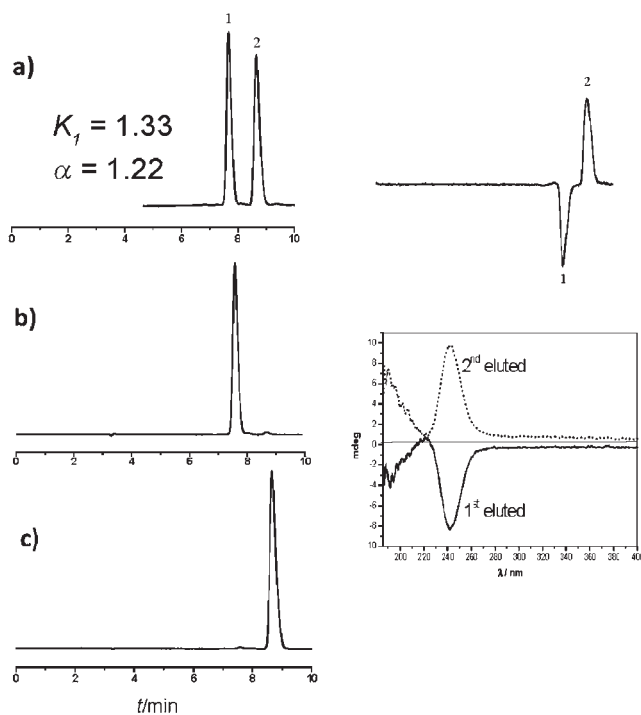 1
2
a)
K1 = 1.33
α = 1.22
0 2 4 6 8 10
2
1
b)
0 2 4 6 8 10
c)
0 2 4 6 8 10
t/min
10
8
6
4
2
0
-2
-4
-6
-8
-10
mdeg
2nd eluted
1st eluted
200 220 240 260 280 300 320 340 360 380 400
λ/ nm